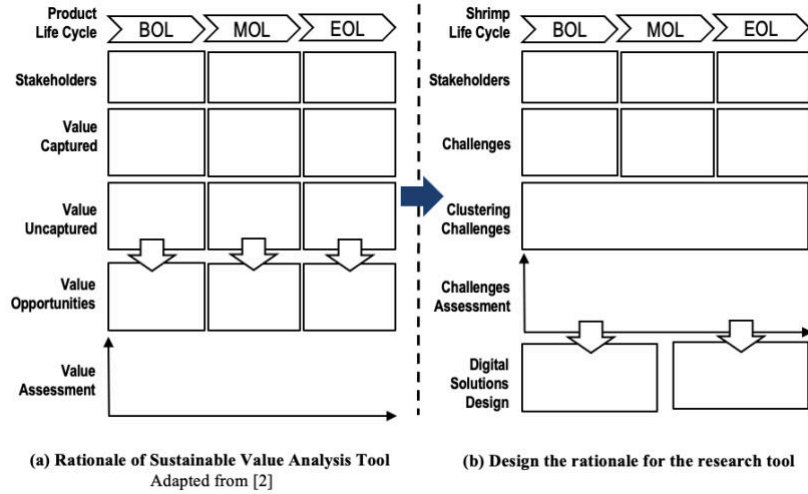 Product
Life Cycle
BOL
MOL
EOL
Stakeholders
Value
Captured
Value
Uncaptured
Value
Opportunities
Value
Assessment
(a) Rationale of Sustainable Value Analysis Tool
Adapted from [2]
Shrimp
Life Cycle
BOL
MOL
EOL
Stakeholders
Challenges
Clustering
Challenges
Challenges
Assessment
Digital
Solutions
Design
(b) Design the rationale for the research tool